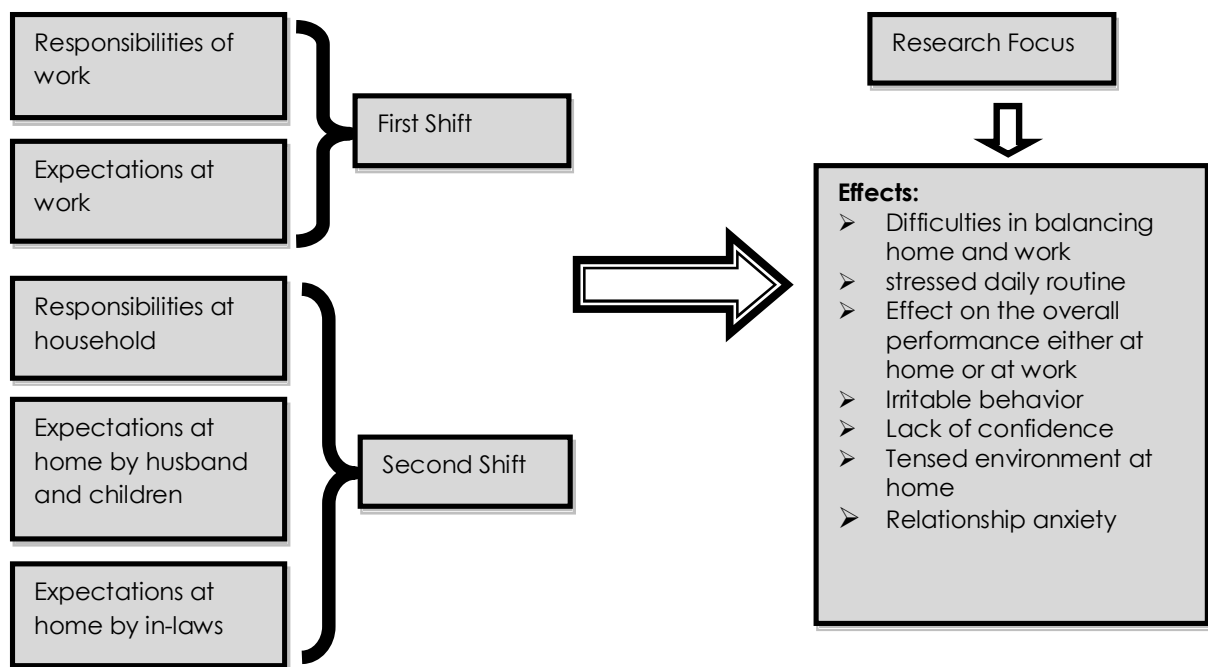 Responsibilities of
work
Expectations at
work
First Shift
Responsibilities at
household
Expectations at
home by husband
and children
Expectations at
home by in-laws
Second Shift
Research Focus
Effects:
➢ Difficulties in balancing
home and work
➢ stressed daily routine
➢ Effect on the overall
performance either at
home or at work
➢ Irritable behavior
➢ Lack of confidence
➢ Tensed environment at
home
➢ Relationship anxiety